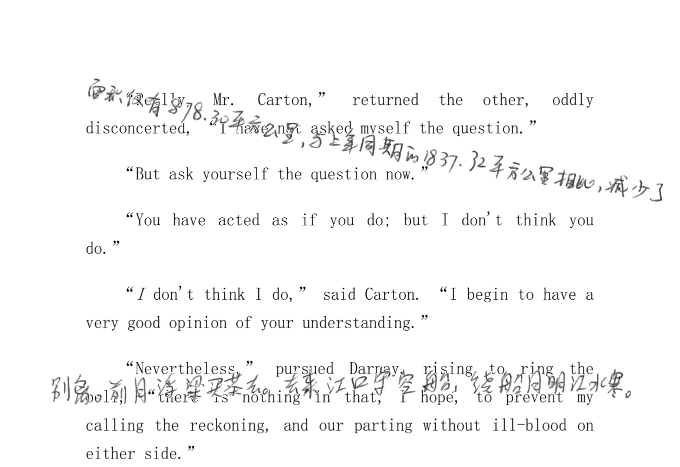 “Really, Mr. Carton,” returned the other, oddly
disconcerted, “I have not asked myself the question.”
面积仅有878.30平方公里,与上年同期的1837.32平方公里相比,减少了
“But ask yourself the question now.”
“You have acted as if you do; but I don't think you
do.”
“I don't think I do,” said Carton. “I begin to have a
very good opinion of your understanding.”
“Nevertheless,” pursued Darnay, rising to ring the
别离,前月浮梁买茶去。去来江口守空船,绕船月明江水寒。
bell, “there is nothing in that, I hope, to prevent my
calling the reckoning, and our parting without ill-blood on
either side.”